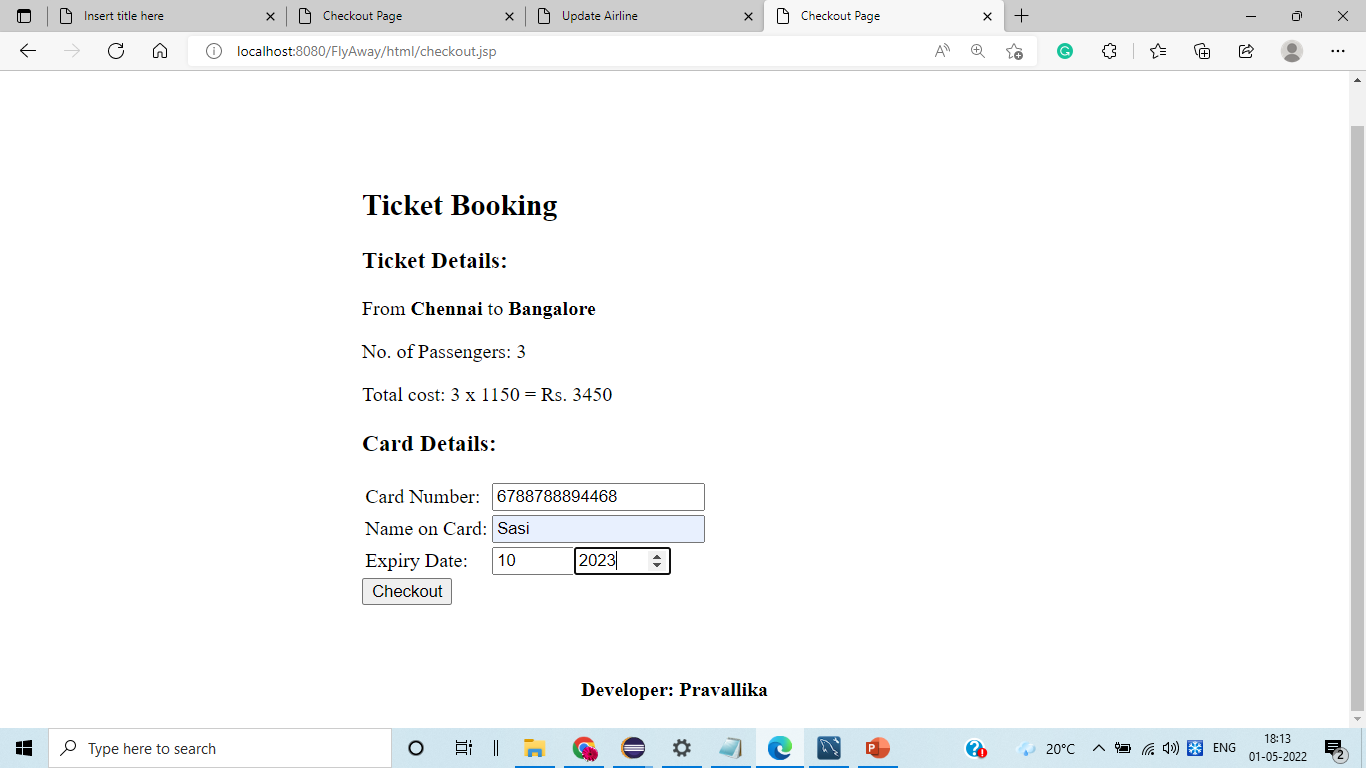 Insert title here
Checkout Page
Update Airline
Checkout Page
localhost:8080/FlyAway/html/checkout.jsp
Ticket Booking
Ticket Details:
From Chennai to Bangalore
No. of Passengers: 3
Total cost: 3 x 1150 = Rs. 3450
Card Details:
Card Number: 6788788894468
Name on Card: Sasi
Expiry Date: 10 2023
Checkout
Developer: Pravallika
Type here to search
20°C
ENG
18:13
01-05-2022
2